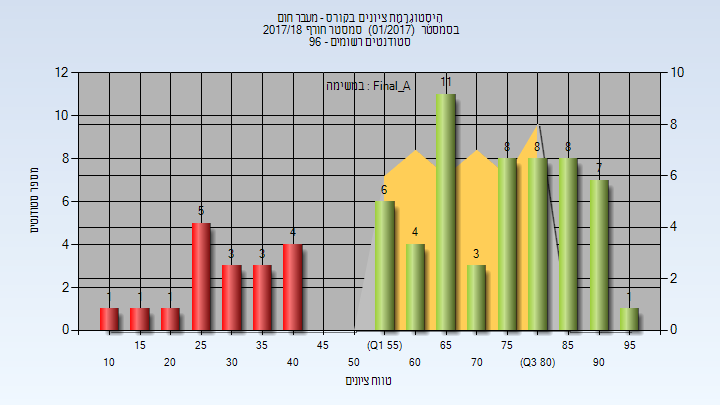 היסטוגרמת ציונים בקורס - מעבר חום
בסמסטר (01/2017) סמסטר חורף 2017/18
סטודנטים רשומים - 96
במשימה : Final_A
מספר סטודנטים
12 10 8 6 4 2 0
10 8 6 4 2 0
1 1 1 5 3 3 4 6 4 11 3 8 8 8 7 1
15 25 35 45 (Q1 55) 65 75 85 95
10 20 30 40 50 60 70 (Q3 80) 90
טווח ציונים